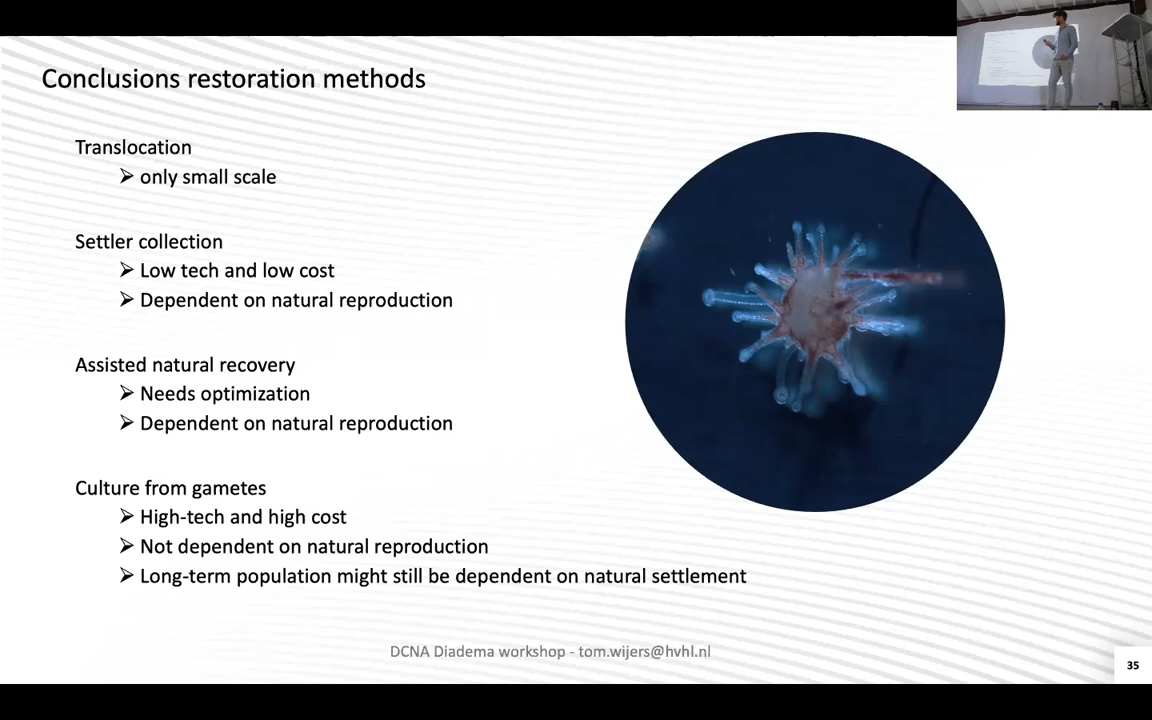 Conclusions restoration methods
Translocation
➢ only small scale
Settler collection
➢ Low tech and low cost
➢ Dependent on natural reproduction
Assisted natural recovery
➢ Needs optimization
➢ Dependent on natural reproduction
Culture from gametes
➢ High-tech and high cost
➢ Not dependent on natural reproduction
➢ Long-term population might still be dependent on natural settlement
DCNA Diadema workshop - tom.wijers@hvhl.nl
35